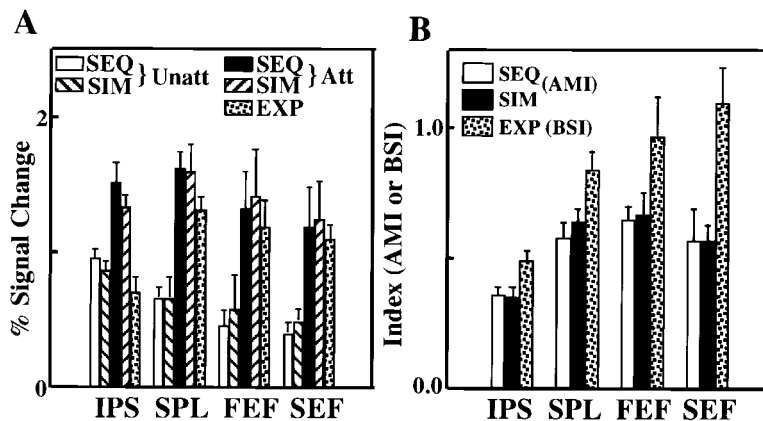 A
SEQ
SIM
} Unatt
SEQ
SIM
} Att
EXP
2
0
% Signal Change
IPS SPL FEF SEF
B
SEQ (AMI)
SIM
EXP (BSI)
1.0
0.0
Index (AMI or BSI)
IPS SPL FEF SEF